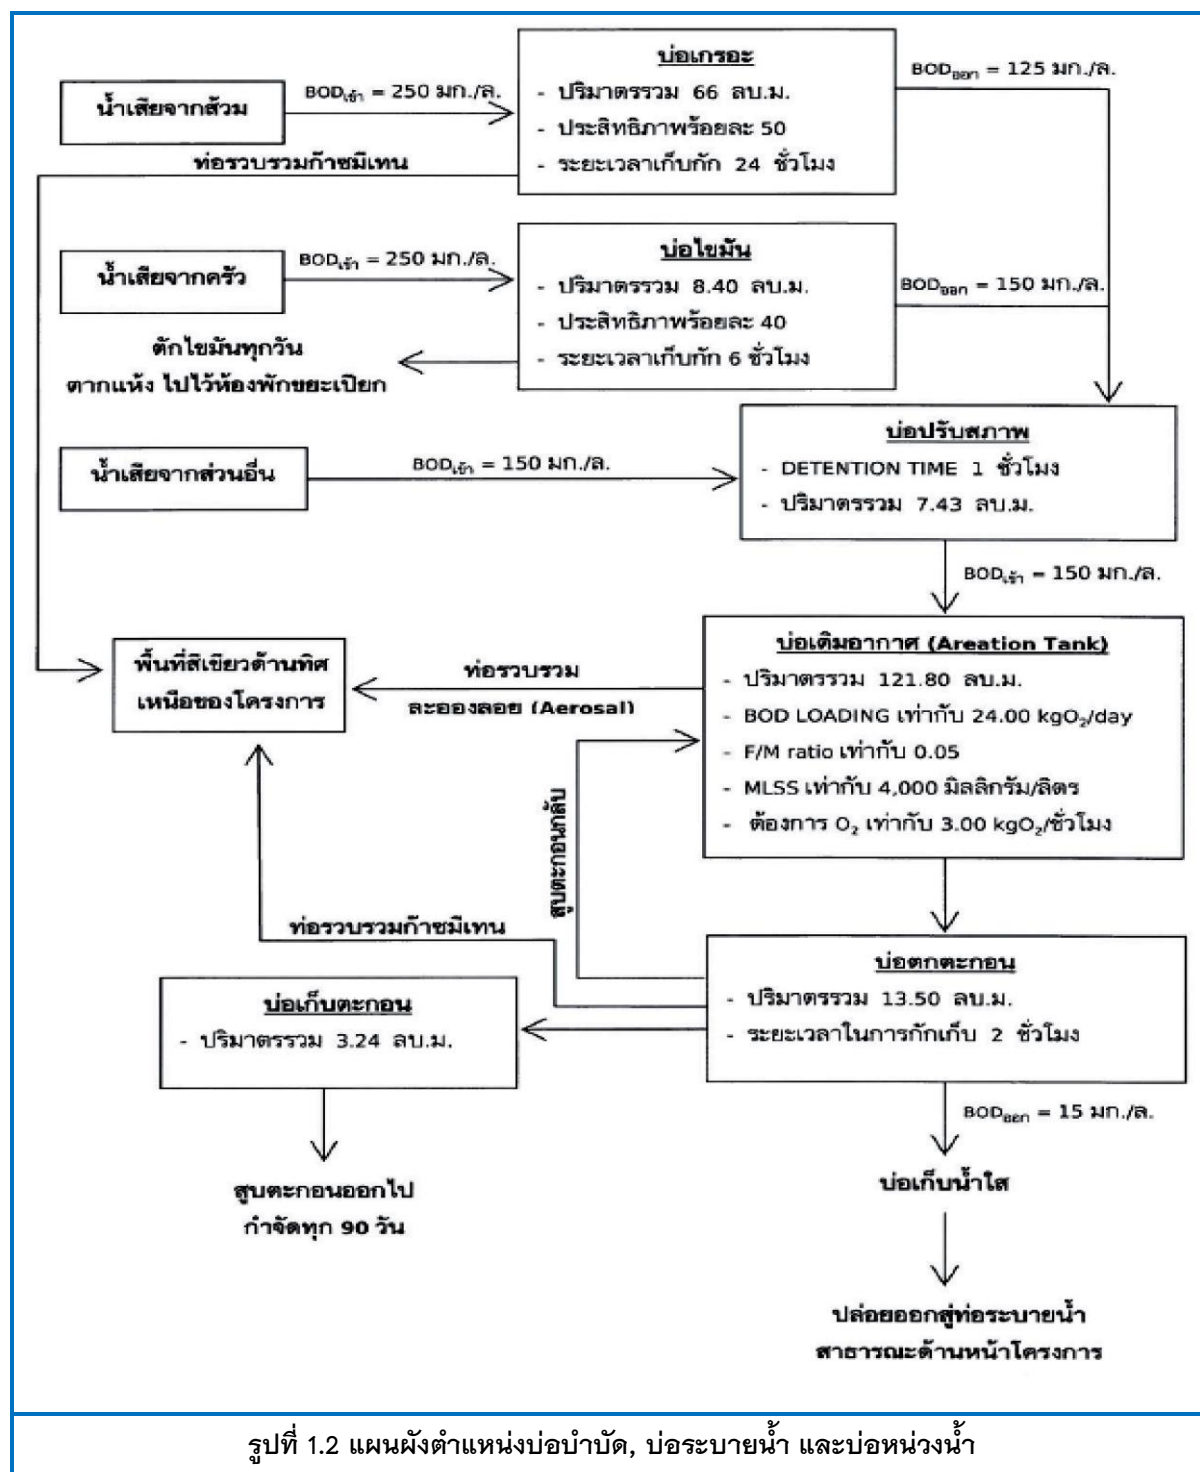 บ่อเกรอะ
- ปริมาตรรวม 66 ลบ.ม.
- ประสิทธิภาพร้อยละ 50
- ระยะเวลาเก็บกัก 24 ชั่วโมง
น้ำเสียจากส้วม
BODเข้า = 250 มก./ล.
BODออก = 125 มก./ล.
ท่อรวบรวมก๊าซมีเทน
บ่อไขมัน
- ปริมาตรรวม 8.40 ลบ.ม.
- ประสิทธิภาพร้อยละ 40
- ระยะเวลาเก็บกัก 6 ชั่วโมง
น้ำเสียจากครัว
BODเข้า = 250 มก./ล.
BODออก = 150 มก./ล.
ตักไขมันทุกวัน
ตากแห้ง ไปไว้ห้องพักขยะเปียก
บ่อปรับสภาพ
- DETENTION TIME 1 ชั่วโมง
- ปริมาตรรวม 7.43 ลบ.ม.
น้ำเสียจากส่วนอื่น
BODเข้า = 150 มก./ล.
BODเข้า = 150 มก./ล.
บ่อเติมอากาศ (Areation Tank)
- ปริมาตรรวม 121.80 ลบ.ม.
- BOD LOADING เท่ากับ 24.00 kgO₂/day
- F/M ratio เท่ากับ 0.05
- MLSS เท่ากับ 4,000 มิลลิกรัม/ลิตร
- ต้องการ O₂ เท่ากับ 3.00 kgO₂/ชั่วโมง
พื้นที่สีเขียวด้านทิศ
เหนือของโครงการ
ท่อรวบรวม
ละอองลอย (Aerosal)
สูบตะกอนกลับ
ท่อรวบรวมก๊าซมีเทน
บ่อตกตะกอน
- ปริมาตรรวม 13.50 ลบ.ม.
- ระยะเวลาในการกักเก็บ 2 ชั่วโมง
บ่อเก็บตะกอน
- ปริมาตรรวม 3.24 ลบ.ม.
BODออก = 15 มก./ล.
สูบตะกอนออกไป
กำจัดทุก 90 วัน
บ่อเก็บน้ำใส
ปล่อยออกสู่ท่อระบายน้ำ
สาธารณะด้านหน้าโครงการ
รูปที่ 1.2 แผนผังตำแหน่งบ่อบำบัด, บ่อระบายน้ำ และบ่อหน่วงน้ำ